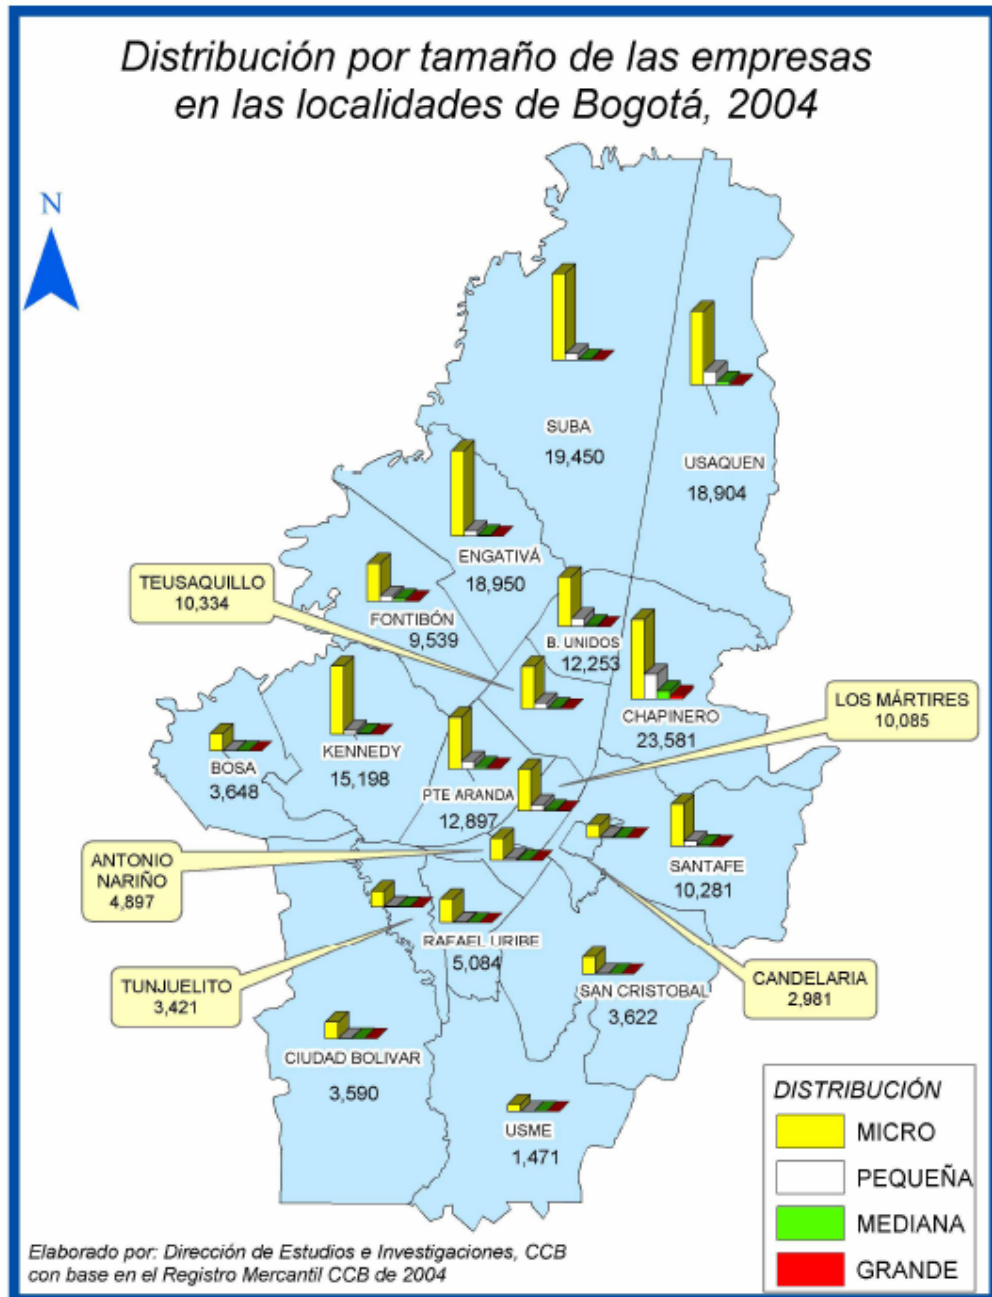 Distribución por tamaño de las empresas
en las localidades de Bogotá, 2004
N
SUBA
19,450
USAQUEN
18,904
ENGATIVÁ
18,950
TEUSAQUILLO
10,334
FONTIBÓN
9,539
B. UNIDOS
12,253
CHAPINERO
23,581
LOS MÁRTIRES
10,085
KENNEDY
15,198
BOSA
3,648
PTE ARANDA
12,897
SANTAFE
10,281
ANTONIO
NARIÑO
4,897
RAFAEL URIBE
5,084
TUNJUELITO
3,421
SAN CRISTOBAL
3,622
CANDELARIA
2,981
CIUDAD BOLIVAR
3,590
USME
1,471
DISTRIBUCIÓN
MICRO
PEQUEÑA
MEDIANA
GRANDE
Elaborado por: Dirección de Estudios e Investigaciones, CCB
con base en el Registro Mercantil CCB de 2004